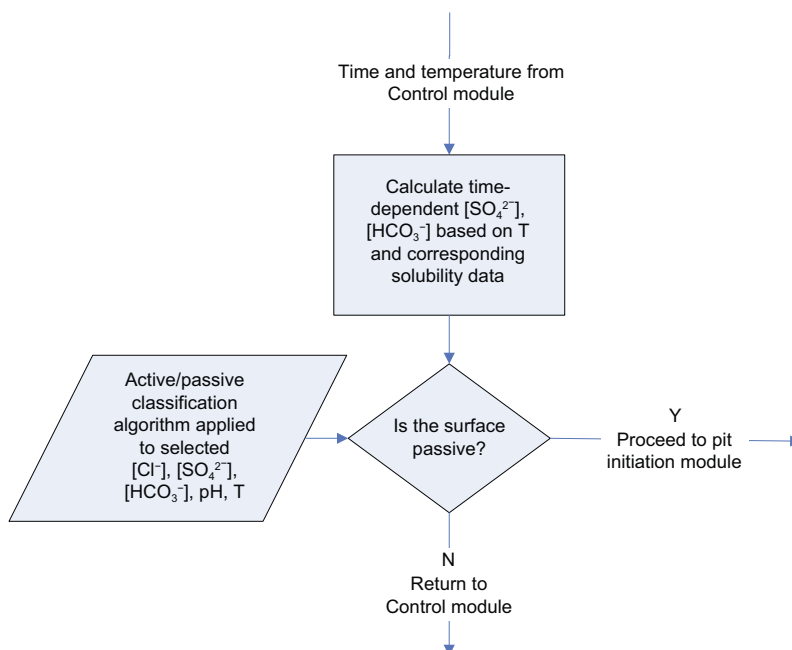 Time and temperature from
Control module
Calculate time-
dependent [SO₄²⁻],
[HCO₃⁻] based on T
and corresponding
solubility data
Active/passive
classification
algorithm applied
to selected
[Cl⁻], [SO₄²⁻],
[HCO₃⁻], pH, T
Is the surface
passive?
Y
Proceed to pit
initiation module
N
Return to
Control module